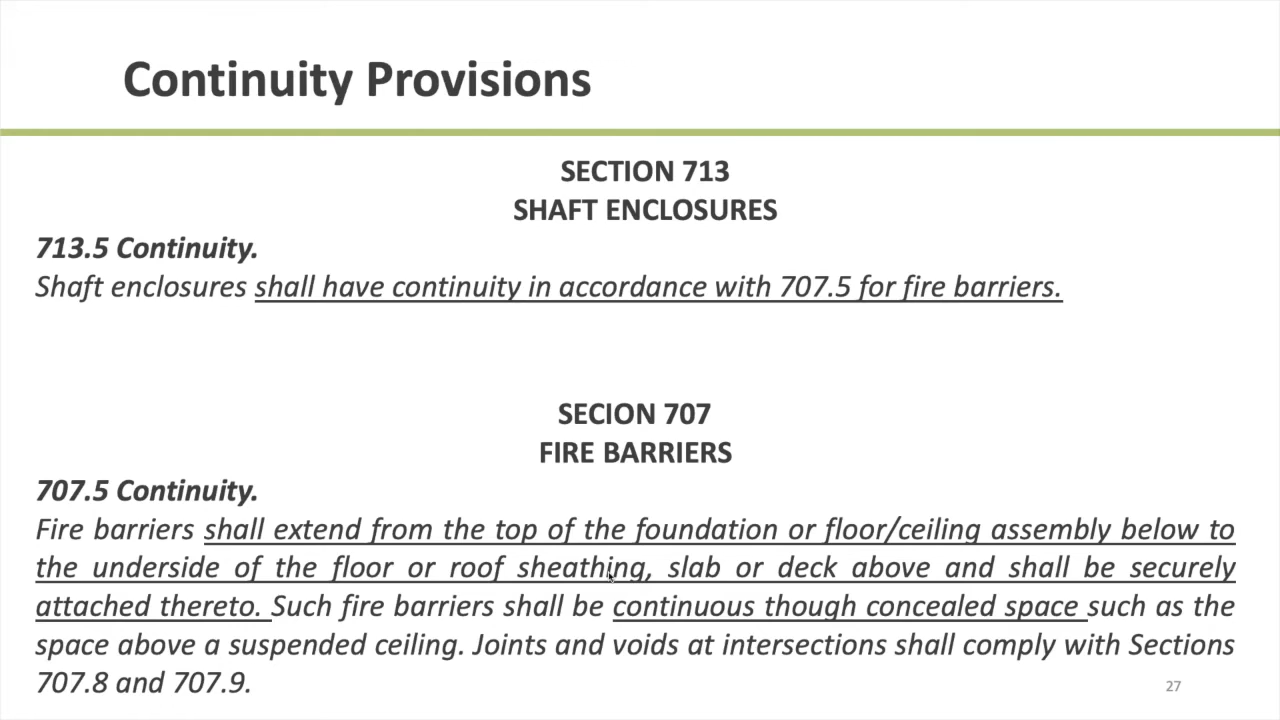 Continuity Provisions
SECTION 713
SHAFT ENCLOSURES
713.5 Continuity.
Shaft enclosures shall have continuity in accordance with 707.5 for fire barriers.
SECION 707
FIRE BARRIERS
707.5 Continuity.
Fire barriers shall extend from the top of the foundation or floor/ceiling assembly below to
the underside of the floor or roof sheathing, slab or deck above and shall be securely
attached thereto. Such fire barriers shall be continuous though concealed space such as the
space above a suspended ceiling. Joints and voids at intersections shall comply with Sections
707.8 and 707.9.
27